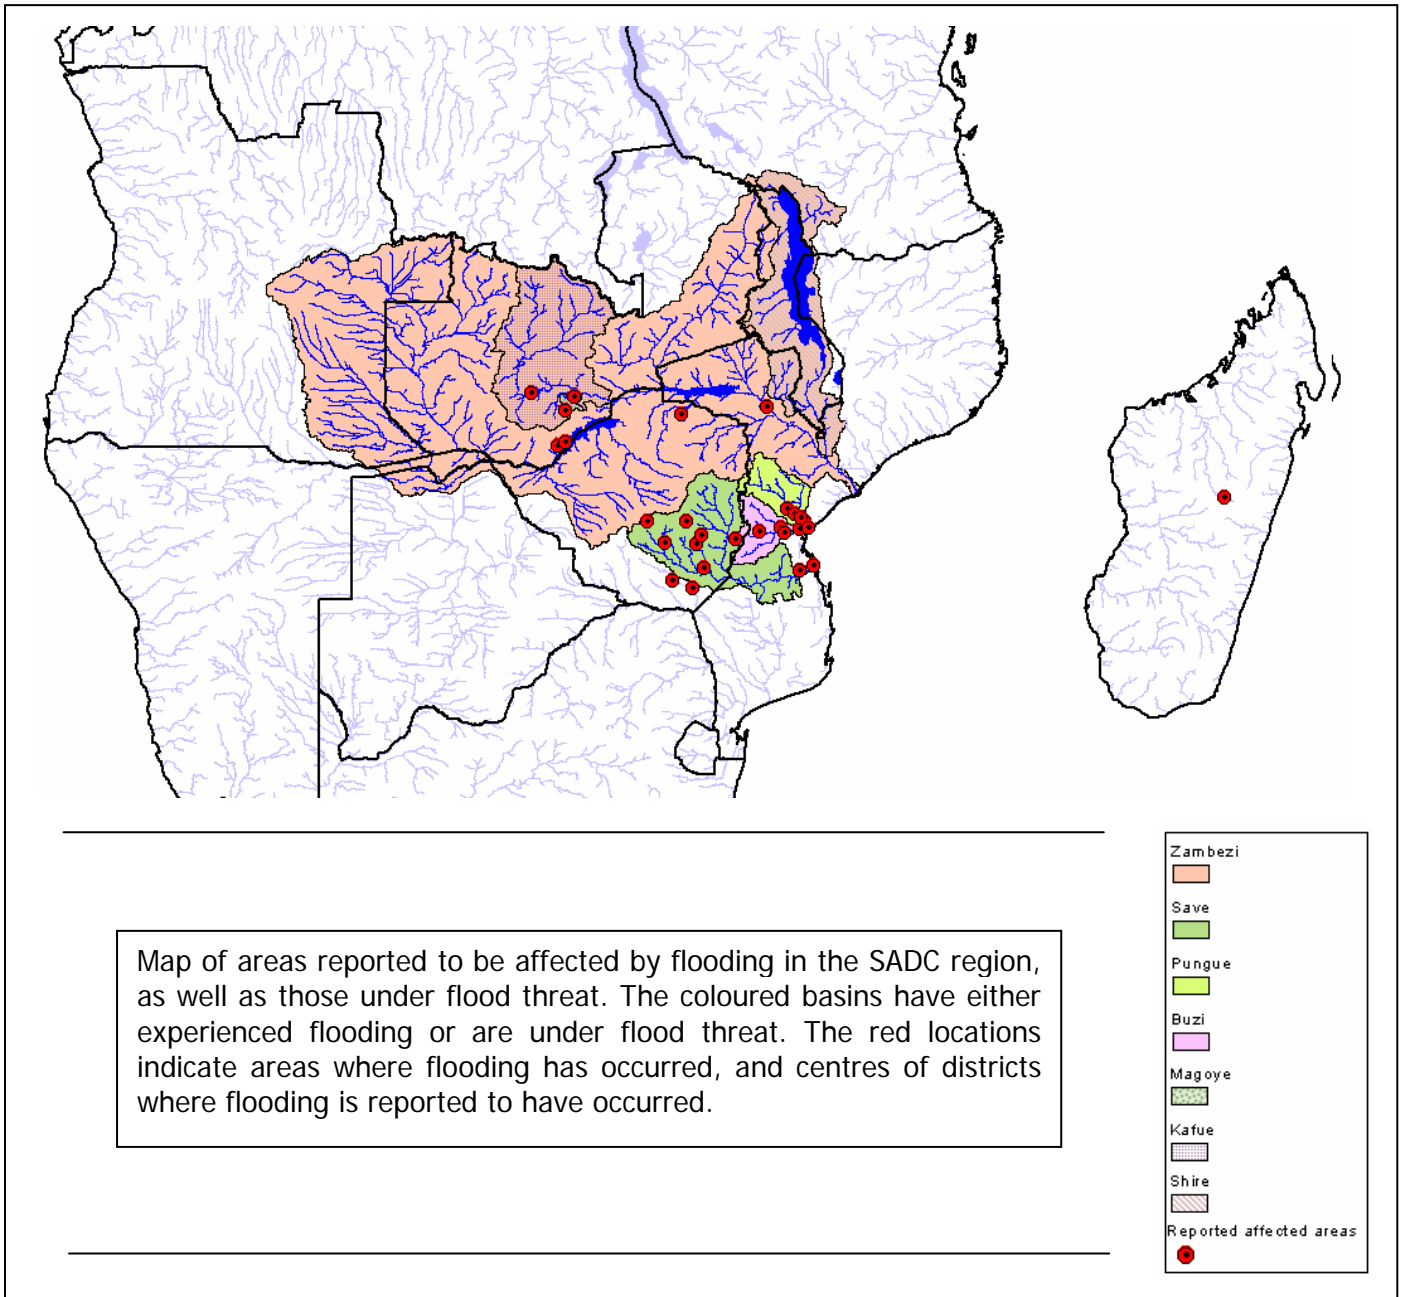 Map of areas reported to be affected by flooding in the SADC region,
as well as those under flood threat. The coloured basins have either
experienced flooding or are under flood threat. The red locations
indicate areas where flooding has occurred, and centres of districts
where flooding is reported to have occurred.
Zambezi
Save
Pungue
Buzi
Magoye
Kafue
Shire
Reported affected areas